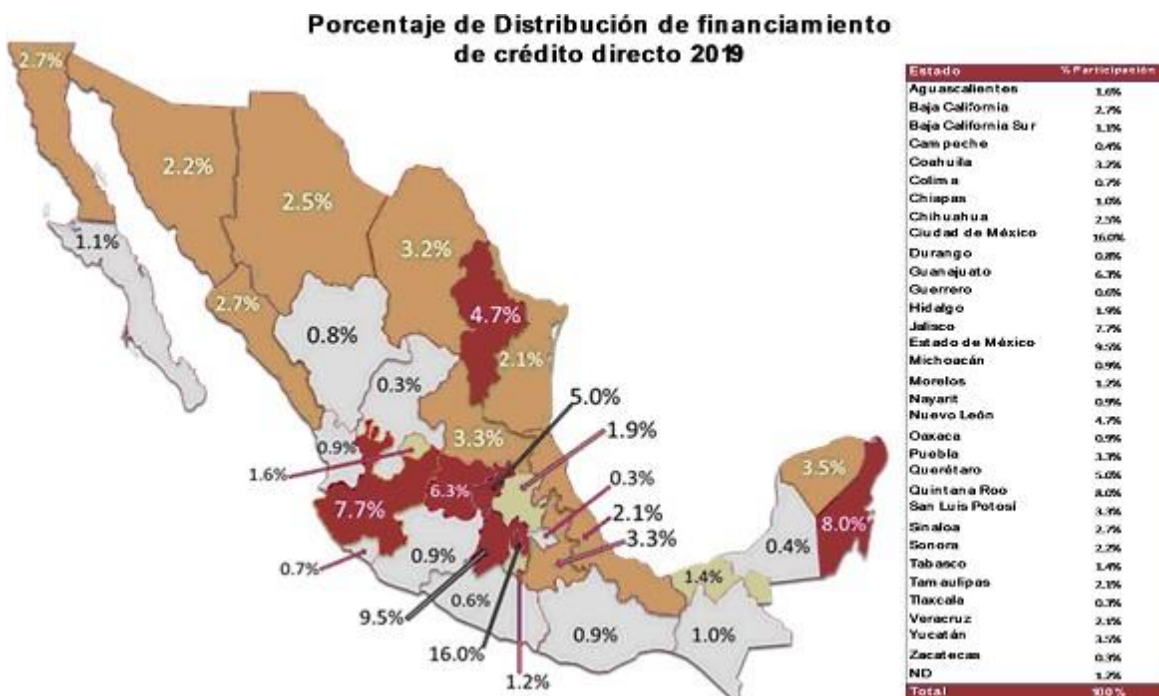 Porcentaje de Distribución de financiamiento
de crédito directo 2019
2.7%
2.2%
2.5%
1.1%
3.2%
2.7%
4.7%
0.8%
2.1%
0.3%
5.0%
3.3%
1.9%
0.9%
1.6%
0.3%
3.5%
6.3%
7.7%
2.1%
8.0%
0.9%
3.3%
0.4%
0.7%
1.4%
0.6%
9.5%
0.9%
1.0%
16.0%
1.2%
Estado % Participación
Aguascalientes 1.6%
Baja California 2.7%
Baja California Sur 1.1%
Campeche 0.4%
Coahuila 3.2%
Colima 0.7%
Chiapas 1.0%
Chihuahua 2.5%
Ciudad de México 16.0%
Durango 0.8%
Guanajuato 6.3%
Guerrero 0.6%
Hidalgo 1.9%
Jalisco 7.7%
Estado de México 9.5%
Michoacán 0.9%
Morelos 1.2%
Nayarit 0.9%
Nuevo León 4.7%
Oaxaca 0.9%
Puebla 3.3%
Querétaro 5.0%
Quintana Roo 8.0%
San Luis Potosí 3.3%
Sinaloa 2.7%
Sonora 2.2%
Tabasco 1.4%
Tamaulipas 2.1%
Tlaxcala 0.3%
Veracruz 2.1%
Yucatán 3.5%
Zacatecas 0.3%
ND 1.2%
Total 100%